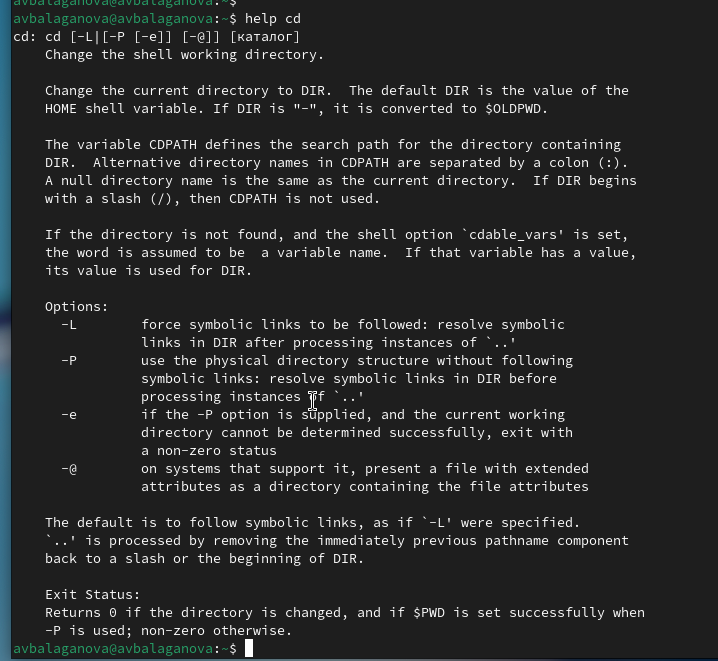 avbalaganova@avbalaganova:~$
avbalaganova@avbalaganova:~$ help cd
cd: cd [-L|[-P [-e]] [-@]] [каталог]
    Change the shell working directory.

    Change the current directory to DIR.  The default DIR is the value of the
    HOME shell variable. If DIR is "-", it is converted to $OLDPWD.

    The variable CDPATH defines the search path for the directory containing
    DIR.  Alternative directory names in CDPATH are separated by a colon (:).
    A null directory name is the same as the current directory.  If DIR begins
    with a slash (/), then CDPATH is not used.

    If the directory is not found, and the shell option `cdable_vars' is set,
    the word is assumed to be  a variable name.  If that variable has a value,
    its value is used for DIR.

    Options:
      -L        force symbolic links to be followed: resolve symbolic
                links in DIR after processing instances of `..'
      -P        use the physical directory structure without following
                symbolic links: resolve symbolic links in DIR before
                processing instances of `..'
      -e        if the -P option is supplied, and the current working
                directory cannot be determined successfully, exit with
                a non-zero status
      -@        on systems that support it, present a file with extended
                attributes as a directory containing the file attributes

    The default is to follow symbolic links, as if `-L' were specified.
    `..' is processed by removing the immediately previous pathname component
    back to a slash or the beginning of DIR.

    Exit Status:
    Returns 0 if the directory is changed, and if $PWD is set successfully when
    -P is used; non-zero otherwise.
avbalaganova@avbalaganova:~$